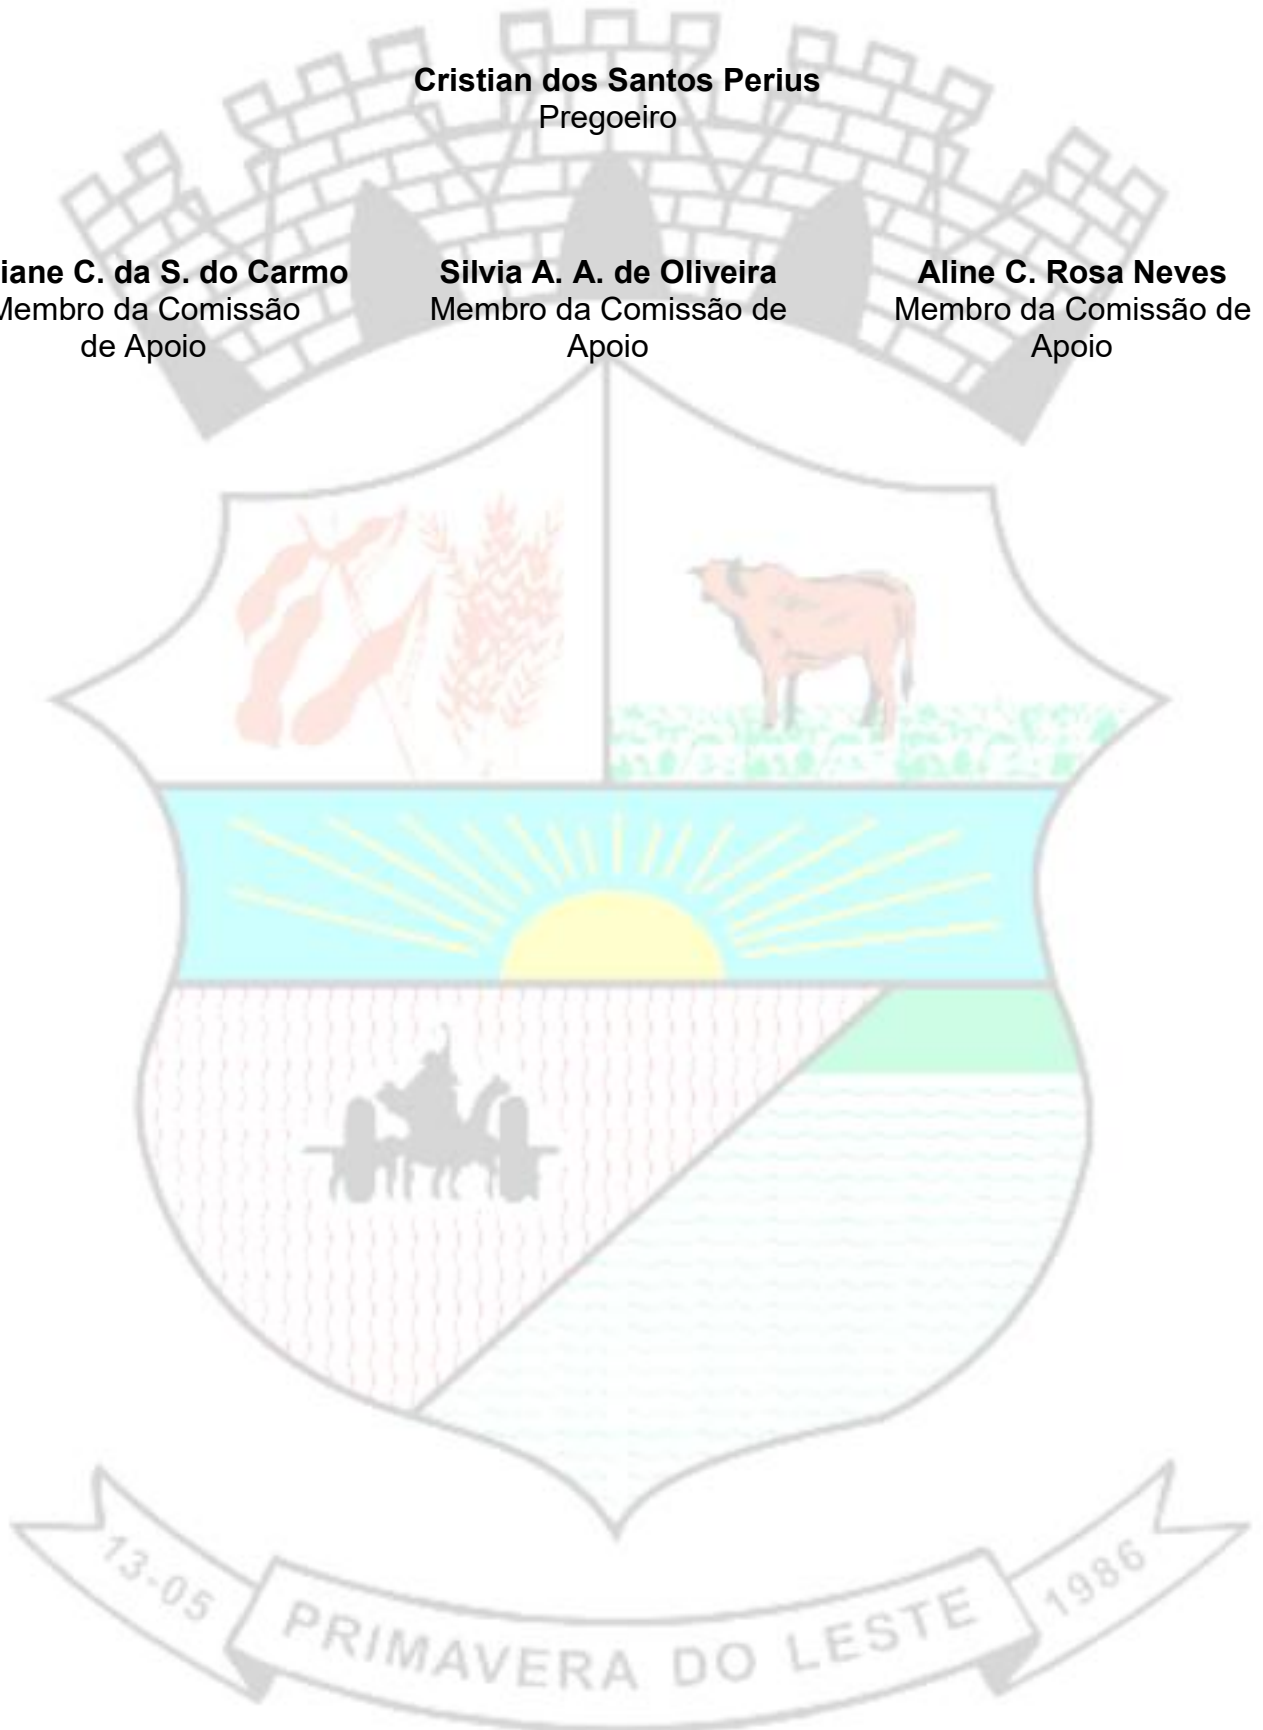 Cristian dos Santos Perius
Pregoeiro
iane C. da S. do Carmo
Membro da Comissão
de Apoio
Silvia A. A. de Oliveira
Membro da Comissão de
Apoio
Aline C. Rosa Neves
Membro da Comissão de
Apoio
13-05
PRIMAVERA DO LESTE
1986